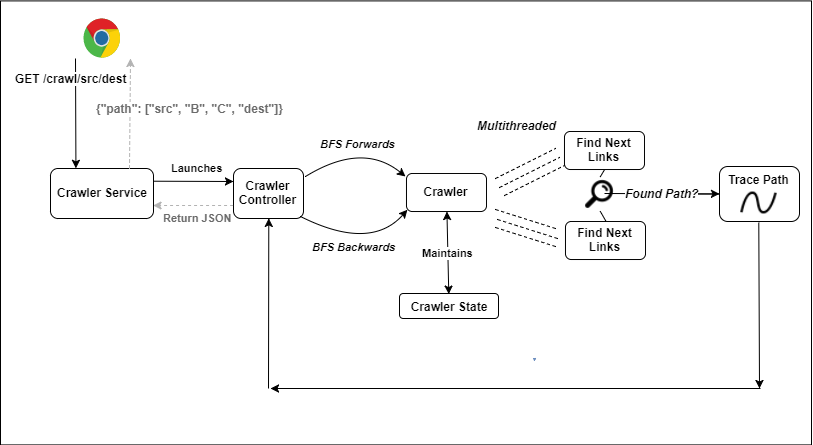 GET /crawl/src/dest
{"path": ["src", "B", "C", "dest"]}
Multithreaded
BFS Forwards
Find Next
Links
Launches
Crawler Service
Crawler
Controller
Crawler
Found Path?
Trace Path
Return JSON
BFS Backwards
Find Next
Links
Maintains
Crawler State